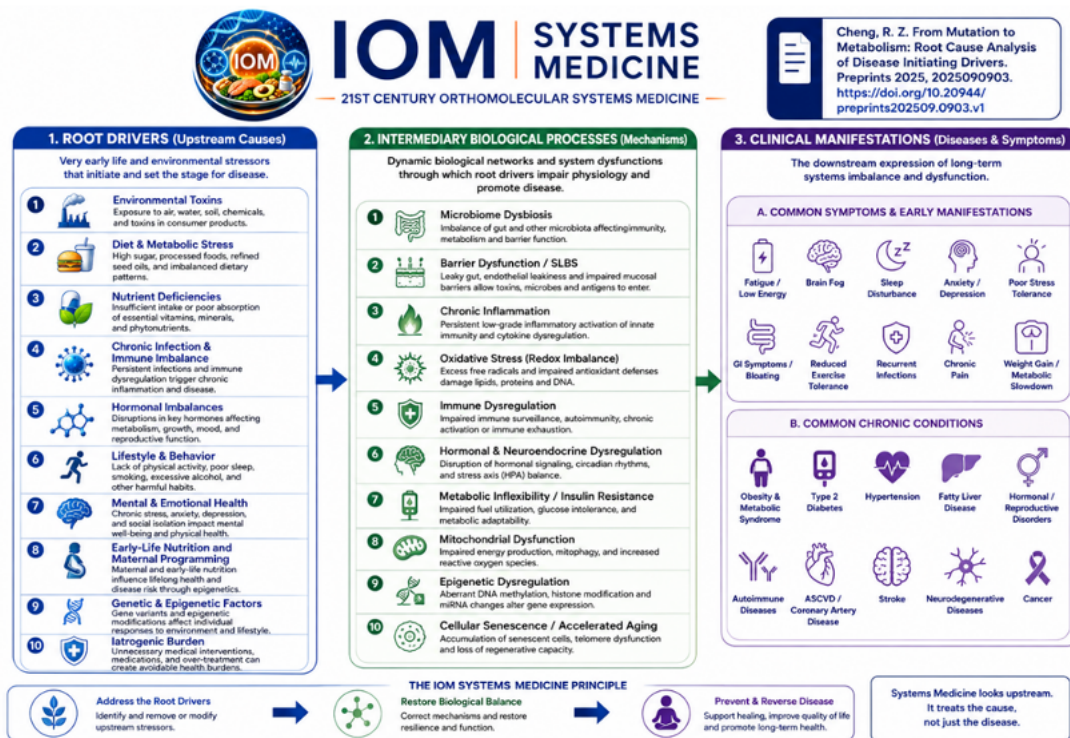 IOM
IOM
SYSTEMS
MEDICINE
21ST CENTURY ORTHOMOLECULAR SYSTEMS MEDICINE
Cheng, R. Z. From Mutation to
Metabolism: Root Cause Analysis
of Disease Initiating Drivers.
Preprints 2025, 2025090903.
https://doi.org/10.20944/
preprints202509.0903.v1
1. ROOT DRIVERS (Upstream Causes)
Very early life and environmental stressors
that initiate and set the stage for disease.
1
Environmental Toxins
Exposure to air, water, soil, chemicals,
and toxins in consumer products.
2
Diet & Metabolic Stress
High sugar, processed foods, refined
seed oils, and imbalanced dietary
patterns.
3
Nutrient Deficiencies
Insufficient intake or poor absorption
of essential vitamins, minerals,
and phytonutrients.
4
Chronic Infection &
Immune Imbalance
Persistent infections and immune
dysregulation trigger chronic
inflammation and disease.
5
Hormonal Imbalances
Disruptions in key hormones affecting
metabolism, growth, mood, and
reproductive function.
6
Lifestyle & Behavior
Lack of physical activity, poor sleep,
smoking, excessive alcohol, and
other harmful habits.
7
Mental & Emotional Health
Chronic stress, anxiety, depression,
and social isolation impact mental
well-being and physical health.
8
Early-Life Nutrition and
Maternal Programming
Maternal and early-life nutrition
influence lifelong health and
disease risk through epigenetics.
9
Genetic & Epigenetic Factors
Gene variants and epigenetic
modifications affect individual
responses to environment and lifestyle.
10
Iatrogenic Burden
Unnecessary medical interventions,
medications, and over-treatment can
create avoidable health burdens.
2. INTERMEDIARY BIOLOGICAL PROCESSES (Mechanisms)
Dynamic biological networks and system dysfunctions
through which root drivers impair physiology and
promote disease.
1
Microbiome Dysbiosis
Imbalance of gut and other microbiota affectingimmunity,
metabolism and barrier function.
2
Barrier Dysfunction / SLBS
Leaky gut, endothelial leakiness and impaired mucosal
barriers allow toxins, microbes and antigens to enter.
3
Chronic Inflammation
Persistent low-grade inflammatory activation of innate
immunity and cytokine dysregulation.
4
Oxidative Stress (Redox Imbalance)
Excess free radicals and impaired antioxidant defenses
damage lipids, proteins and DNA.
5
Immune Dysregulation
Impaired immune surveillance, autoimmunity, chronic
activation or immune exhaustion.
6
Hormonal & Neuroendocrine Dysregulation
Disruption of hormonal signaling, circadian rhythms,
and stress axis (HPA) balance.
7
Metabolic Inflexibility / Insulin Resistance
Impaired fuel utilization, glucose intolerance, and
metabolic adaptability.
8
Mitochondrial Dysfunction
Impaired energy production, mitophagy, and increased
reactive oxygen species.
9
Epigenetic Dysregulation
Aberrant DNA methylation, histone modification and
miRNA changes alter gene expression.
10
Cellular Senescence / Accelerated Aging
Accumulation of senescent cells, telomere dysfunction
and loss of regenerative capacity.
3. CLINICAL MANIFESTATIONS (Diseases & Symptoms)
The downstream expression of long-term
systems imbalance and dysfunction.
A. COMMON SYMPTOMS & EARLY MANIFESTATIONS
Fatigue /
Low Energy
Brain Fog
Sleep
Disturbance
Anxiety /
Depression
Poor Stress
Tolerance
GI Symptoms /
Bloating
Reduced
Exercise
Tolerance
Recurrent
Infections
Chronic
Pain
Weight Gain /
Metabolic
Slowdown
B. COMMON CHRONIC CONDITIONS
Obesity &
Metabolic
Syndrome
Type 2
Diabetes
Hypertension
Fatty Liver
Disease
Hormonal /
Reproductive
Disorders
Autoimmune
Diseases
ASCVD /
Coronary Artery
Disease
Stroke
Neurodegenerative
Diseases
Cancer
THE IOM SYSTEMS MEDICINE PRINCIPLE
Address the Root Drivers
Identify and remove or modify
upstream stressors.
Restore Biological Balance
Correct mechanisms and restore
resilience and function.
Prevent & Reverse Disease
Support healing, improve quality of life
and promote long-term health.
Systems Medicine looks upstream.
It treats the cause,
not just the disease.